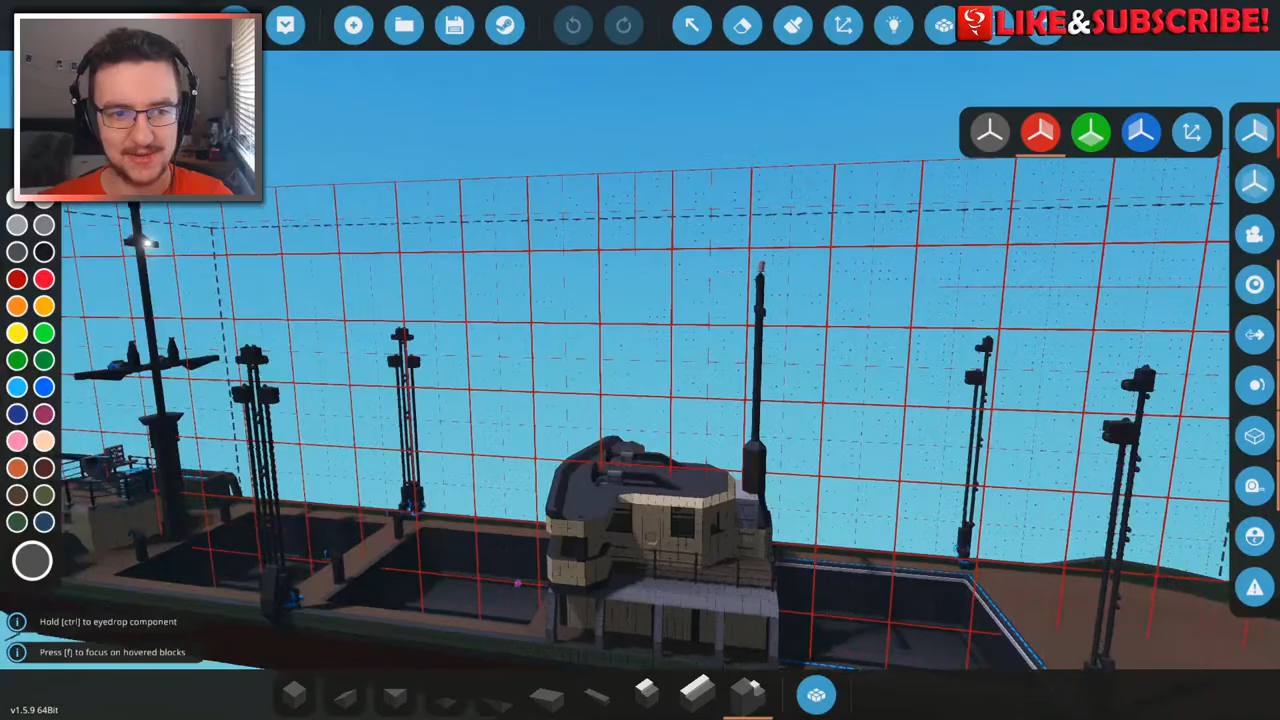 LIKE&SUBSCRIBE!
Hold [ctrl] to eyedrop component
Press [f] to focus on hovered blocks
v1.5.9 64Bit